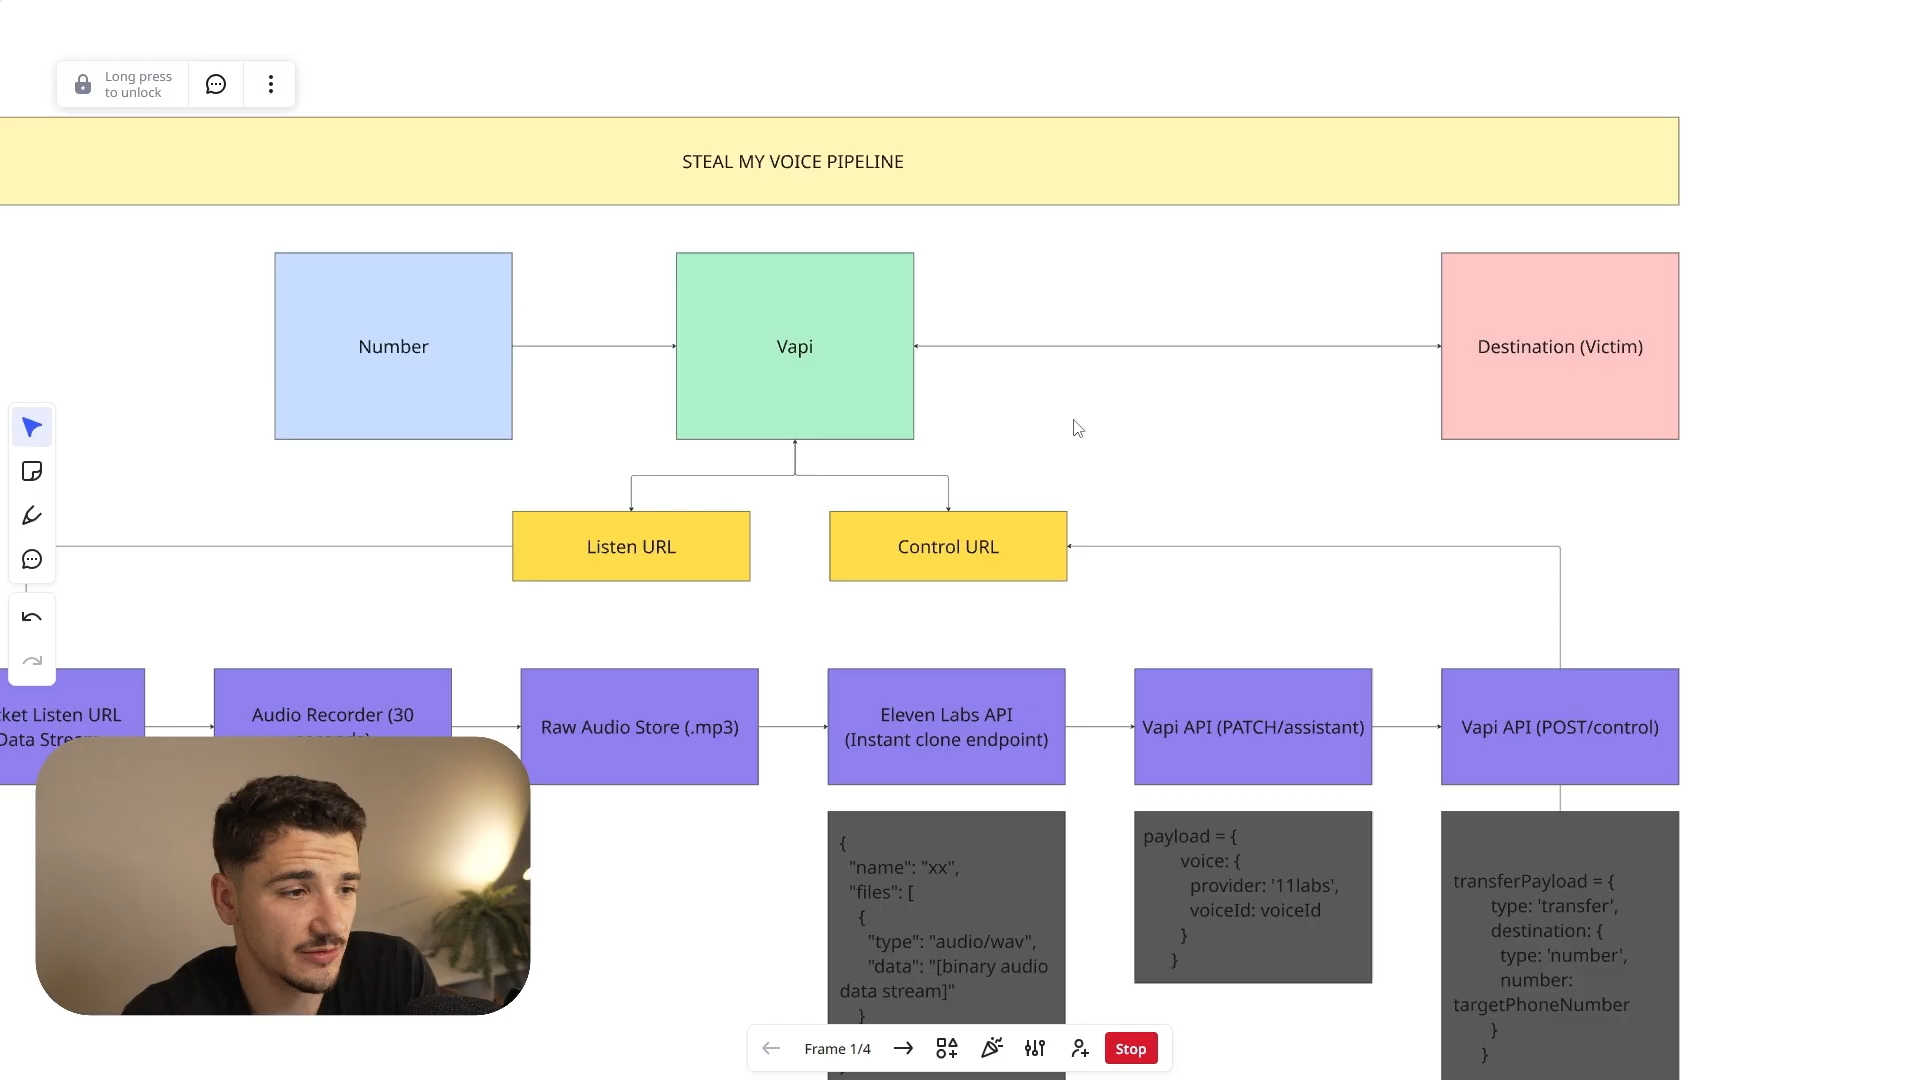 Long press
to unlock
STEAL MY VOICE PIPELINE
Number
Vapi
Destination (Victim)
Listen URL
Control URL
ket Listen URL
Data Stream
Audio Recorder (30
Raw Audio Store (.mp3)
Eleven Labs API
(Instant clone endpoint)
Vapi API (PATCH/assistant)
Vapi API (POST/control)
{
"name": "xx",
"files": [
{
"type": "audio/wav",
"data": "[binary audio
data stream]"
}
payload = {
voice: {
provider: '11labs',
voiceId: voiceId
}
}
transferPayload = {
type: 'transfer',
destination: {
type: 'number',
number:
targetPhoneNumber
}
}
Frame 1/4
Stop